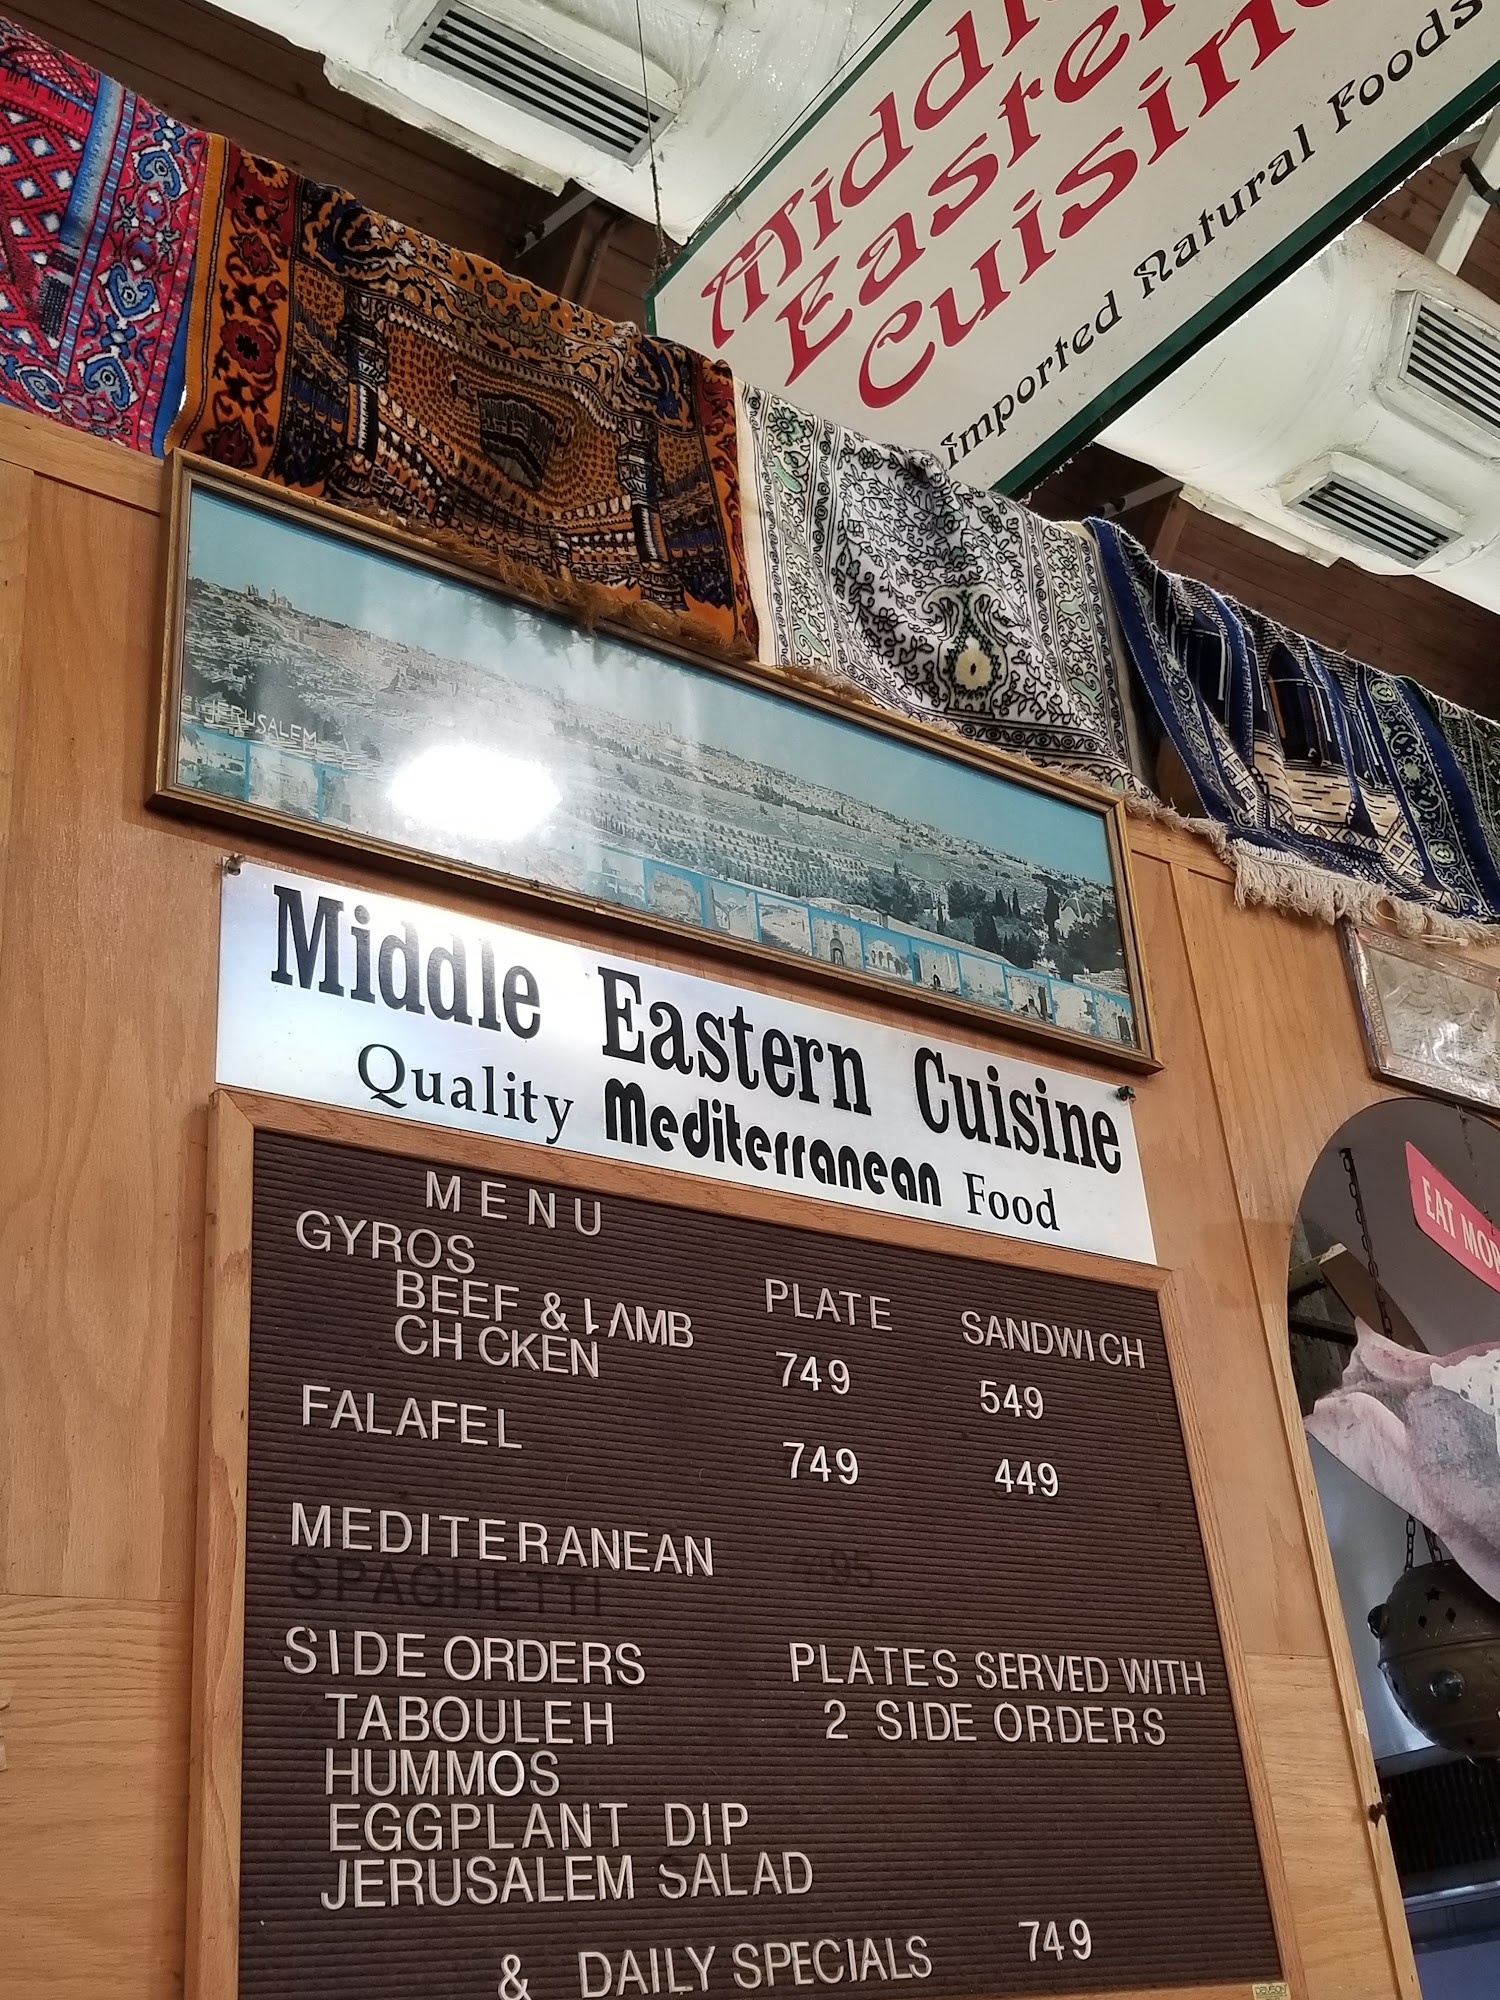 Eastern
Cuisine
Imported Natural Foods
JERUSALEM
Middle Eastern Cuisine
Quality Mediterranean Food
EAT MOR
MENU
GYROS
PLATE SANDWICH
BEEF & LAMB
CH CKEN 749 549
FALAFEL 749 449
MEDITERANEAN
SPAGHETTI
SIDE ORDERS PLATES SERVED WITH
TABOULEH 2 SIDE ORDERS
HUMMOS
EGGPLANT DIP
JERUSALEM SALAD
& DAILY SPECIALS 749